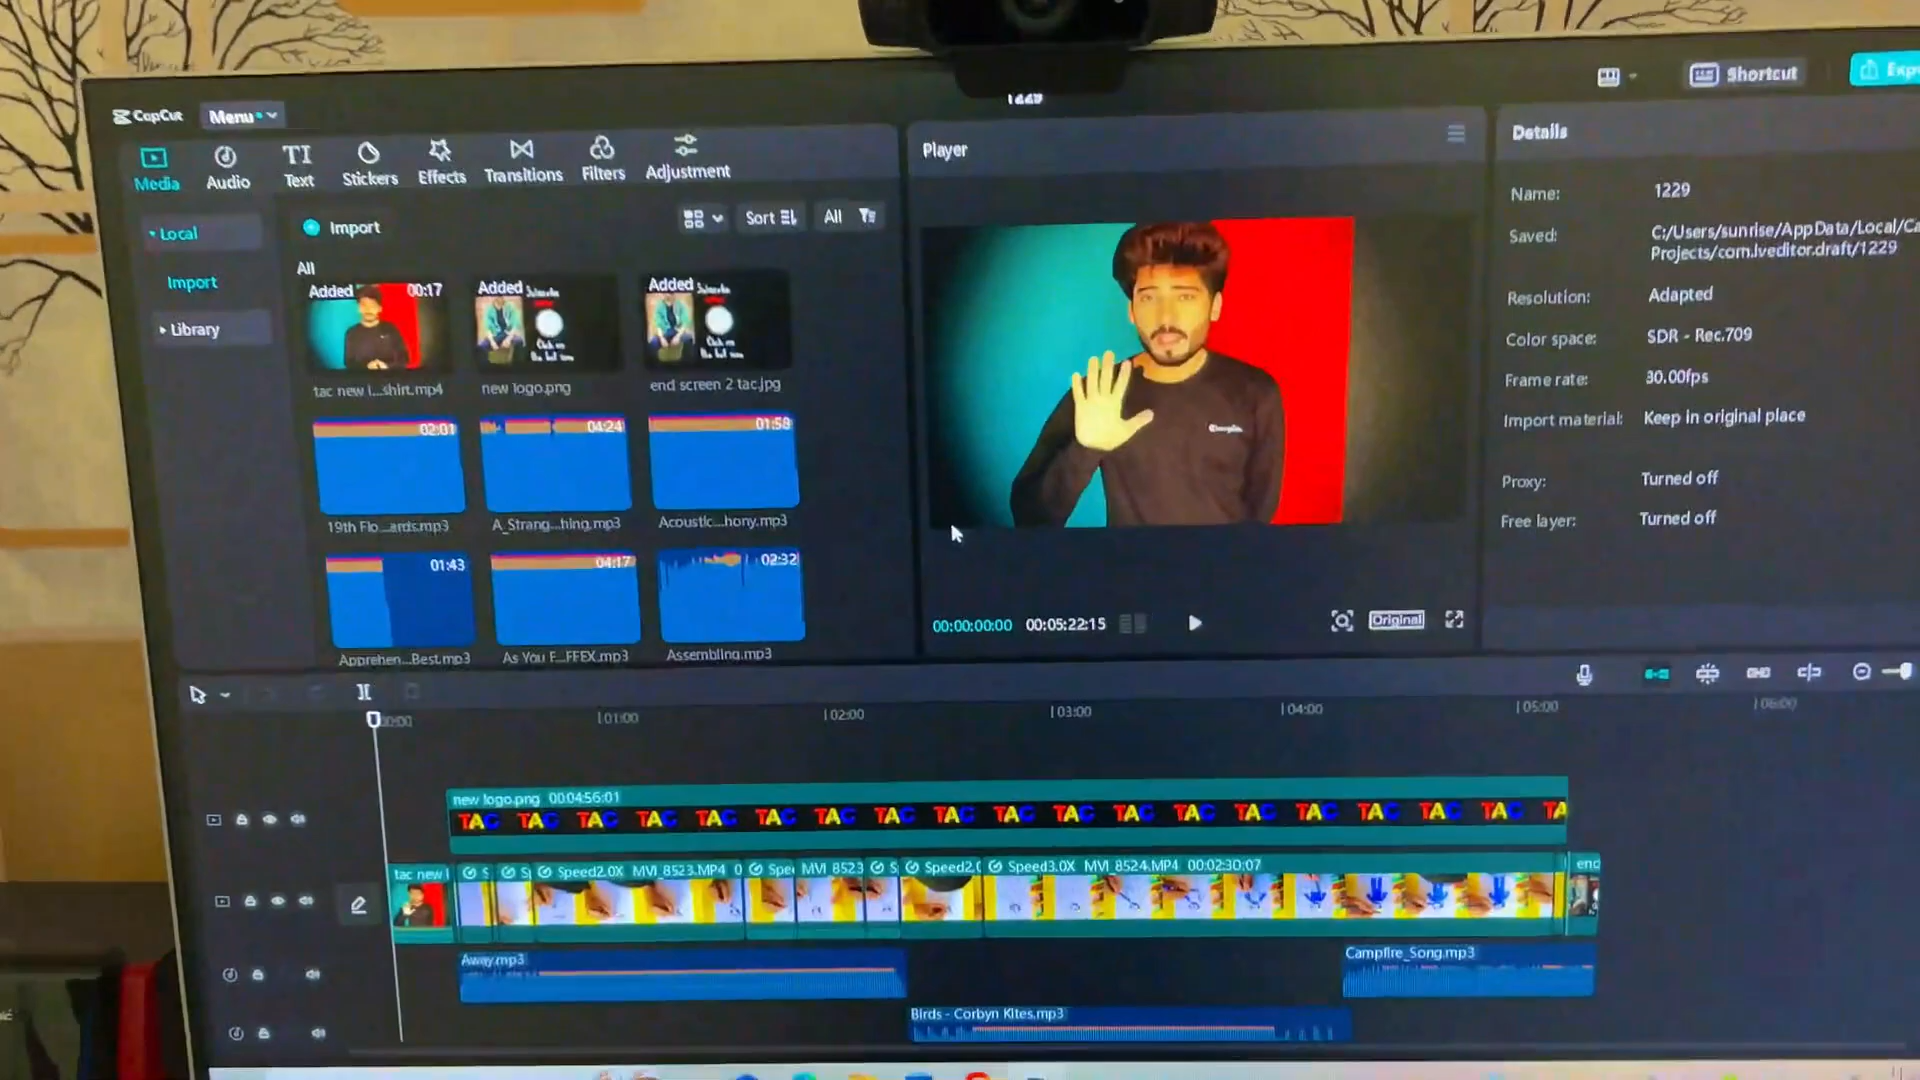 1229
CapCut
Menu
Shortcut
Media
Audio
TI
Text
Stickers
Effects
Transitions
Filters
Adjustment
Player
Details
Local
Import
Sort
All
Import
Library
All
Added 00:17
Added
Added
tac new l...shirt.mp4
new logo.png
end screen 2 tac.jpg
02:01
04:24
01:58
19th Flo...ards.mp3
A_Strang...hing.mp3
Acoustic...hony.mp3
01:43
04:17
02:32
Apprehen...Best.mp3
As You F...FFEX.mp3
Assembling.mp3
00:00:00:00 00:05:22:15
Original
Name: 1229
Saved: C:/Users/sunrise/AppData/Local/Ca
Projects/com.lveditor.draft/1229
Resolution: Adapted
Color space: SDR - Rec.709
Frame rate: 30.00fps
Import material: Keep in original place
Proxy: Turned off
Free layer: Turned off
00:00
01:00
02:00
03:00
04:00
05:00
06:00
new logo.png 00:04:56:01
TAC TAC TAC TAC TAC TAC TAC TAC TAC TAC TAC TAC TAC TAC TAC TAC TAC TAC TA
tac new
S
Speed2.0X MVI_8523.MP4 0
Spe
MVI_8523
S
Speed2.0
Speed3.0X MVI_8524.MP4 00:02:30:07
end
Away.mp3
Campfire_Song.mp3
Birds - Corbyn Kites.mp3